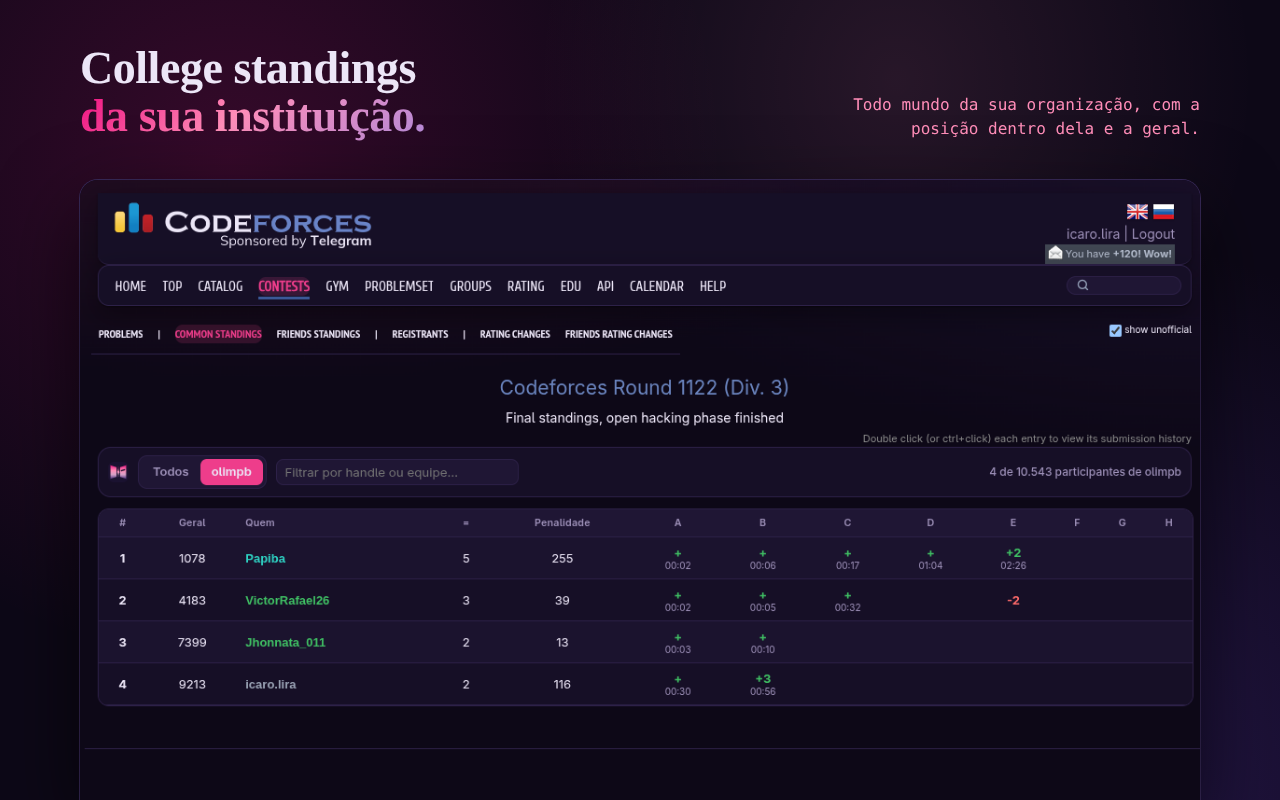 College standings
da sua instituição.
Todo mundo da sua organização, com a
posição dentro dela e a geral.
CODEFORCES
Sponsored by Telegram
icaro.lira | Logout
You have +120! Wow!
HOME TOP CATALOG CONTESTS GYM PROBLEMSET GROUPS RATING EDU API CALENDAR HELP
PROBLEMS | COMMON STANDINGS FRIENDS STANDINGS | REGISTRANTS | RATING CHANGES FRIENDS RATING CHANGES
show unofficial
Codeforces Round 1122 (Div. 3)
Final standings, open hacking phase finished
Double click (or ctrl+click) each entry to view its submission history
Todos olimpb Filtrar por handle ou equipe... 4 de 10.543 participantes de olimpb
# Geral Quem = Penalidade A B C D E F G H
1 1078 Papiba 5 255 + + + + +2
00:02 00:06 00:17 01:04 02:26
2 4183 VictorRafael26 3 39 + + + -2
00:02 00:05 00:32
3 7399 Jhonnata_011 2 13 + +
00:03 00:10
4 9213 icaro.lira 2 116 + +3
00:30 00:56